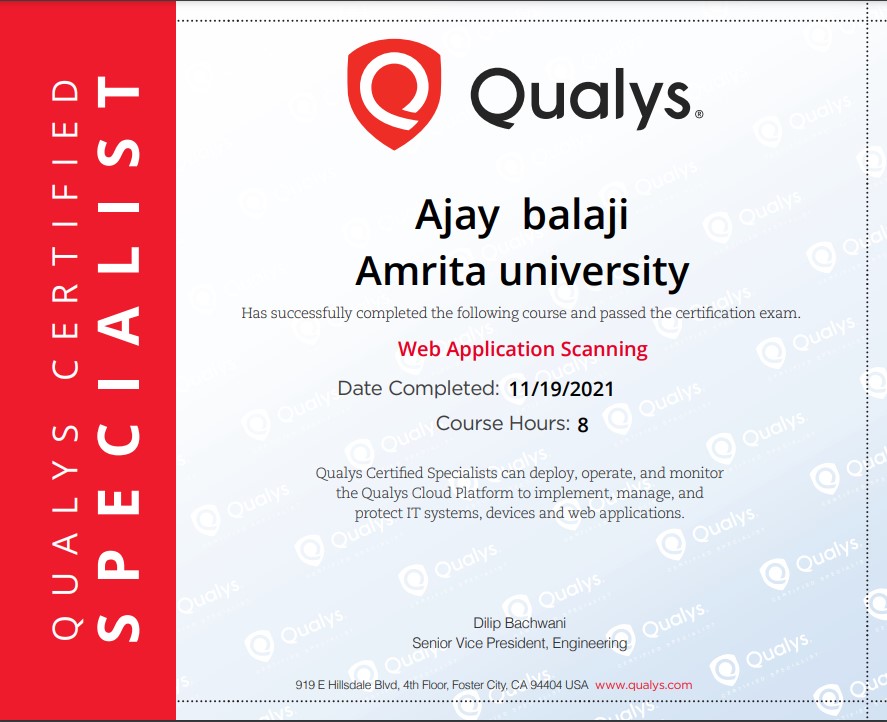 QUALYS CERTIFIED
SPECIALIST
Qualys®
Ajay balaji
Amrita university
Has successfully completed the following course and passed the certification exam.
Web Application Scanning
Date Completed: 11/19/2021
Course Hours: 8
Qualys Certified Specialists can deploy, operate, and monitor
the Qualys Cloud Platform to implement, manage, and
protect IT systems, devices and web applications.
Dilip Bachwani
Senior Vice President, Engineering
919 E Hillsdale Blvd, 4th Floor, Foster City, CA 94404 USA www.qualys.com